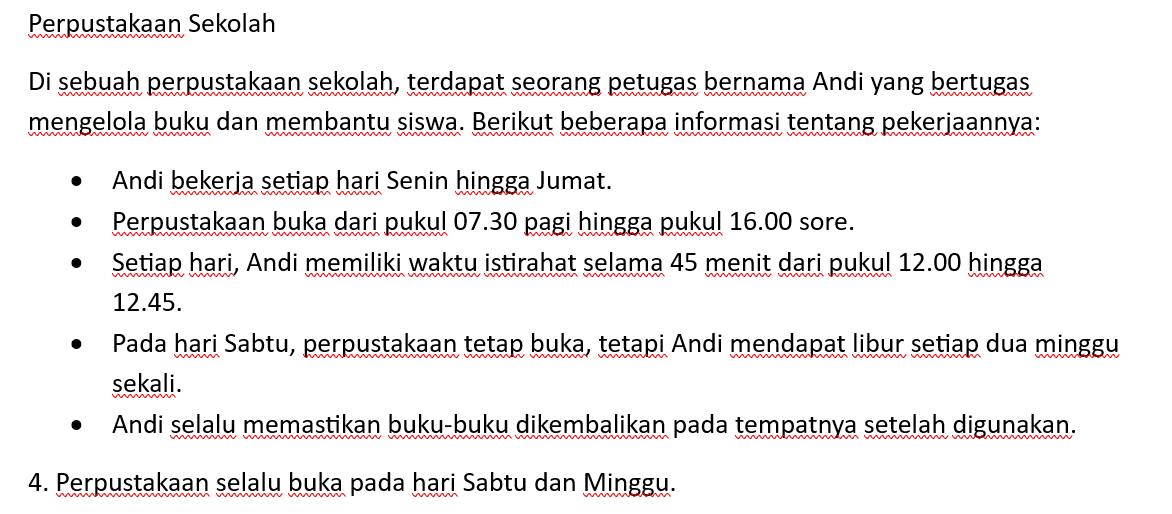 Perpustakaan Sekolah
Di sebuah perpustakaan sekolah, terdapat seorang petugas bernama Andi yang bertugas
mengelola buku dan membantu siswa. Berikut beberapa informasi tentang pekerjaannya:
• Andi bekerja setiap hari Senin hingga Jumat.
• Perpustakaan buka dari pukul 07.30 pagi hingga pukul 16.00 sore.
• Setiap hari, Andi memiliki waktu istirahat selama 45 menit dari pukul 12.00 hingga
12.45.
• Pada hari Sabtu, perpustakaan tetap buka, tetapi Andi mendapat libur setiap dua minggu
sekali.
• Andi selalu memastikan buku-buku dikembalikan pada tempatnya setelah digunakan.
4. Perpustakaan selalu buka pada hari Sabtu dan Minggu.